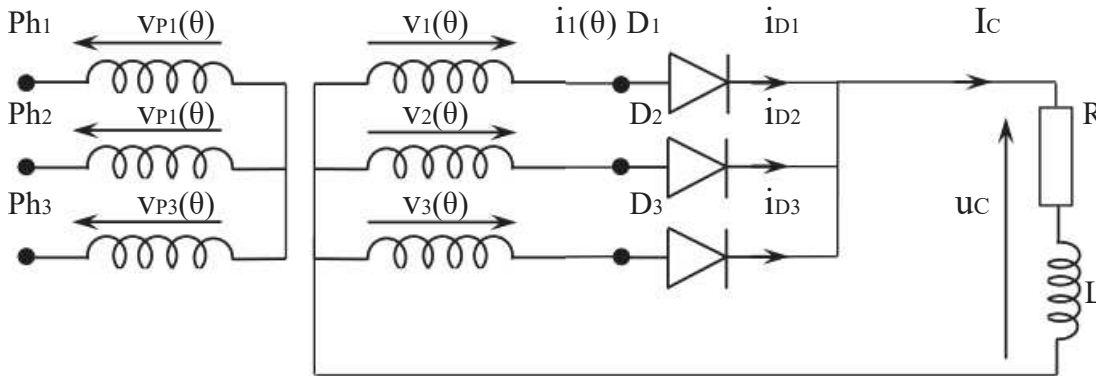 Ph1 vP1(θ) v1(θ) i1(θ) D1 iD1 IC
Ph2 vP1(θ) v2(θ) D2 iD2 R
Ph3 vP3(θ) v3(θ) D3 iD3 uC
L